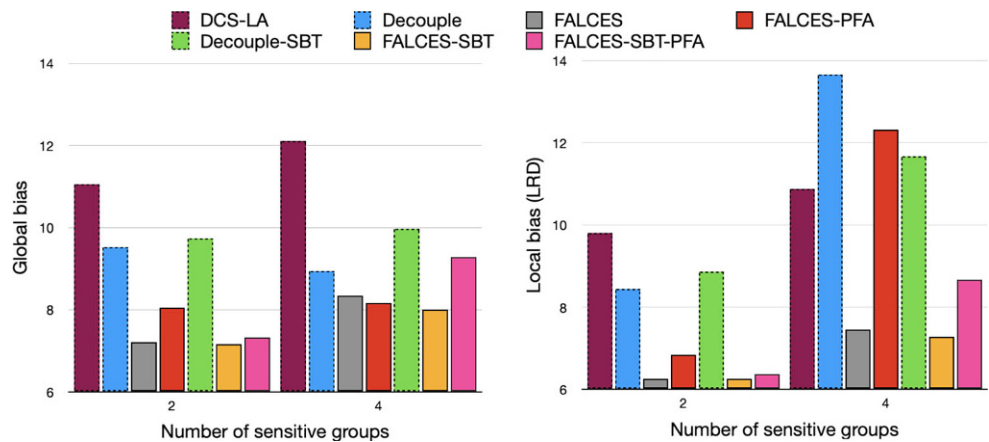 DCS-LA Decouple FALCES FALCES-PFA
Decouple-SBT FALCES-SBT FALCES-SBT-PFA
Global bias
14
12
10
8
6
2 4
Number of sensitive groups
Local bias (LRD)
14
12
10
8
6
2 4
Number of sensitive groups